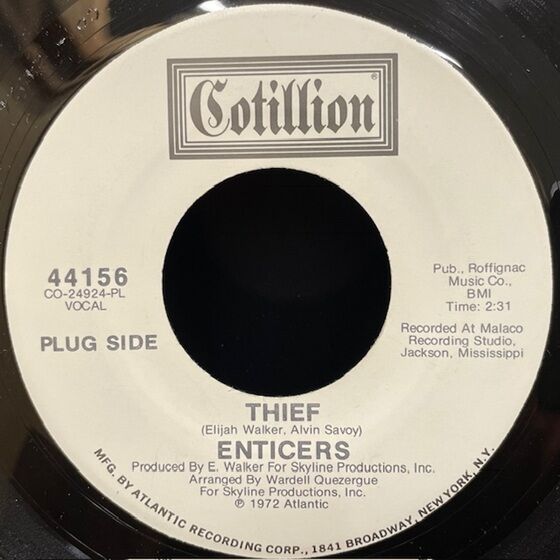 Cotillion®
44156
CO-24924-PL
VOCAL
PLUG SIDE
Pub., Roffignac
Music Co.,
BMI
Time: 2:31
Recorded At Malaco
Recording Studio,
Jackson, Mississippi
THIEF
(Elijah Walker, Alvin Savoy)
ENTICERS
Produced By E. Walker For Skyline Productions, Inc.
Arranged By Wardell Quezergue
For Skyline Productions, Inc.
℗ 1972 Atlantic
MFG. BY ATLANTIC RECORDING CORP., 1841 BROADWAY, NEW YORK, N.Y.